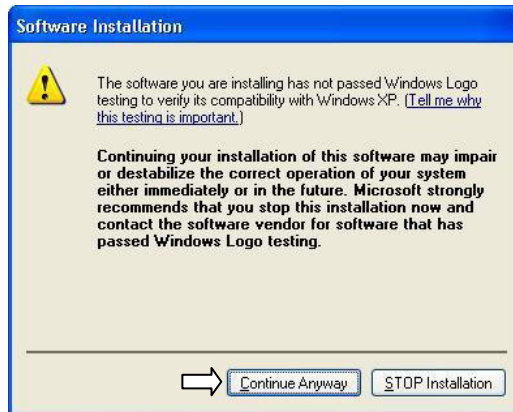 Software Installation
The software you are installing has not passed Windows Logo
testing to verify its compatibility with Windows XP. (Tell me why
this testing is important.)
Continuing your installation of this software may impair
or destabilize the correct operation of your system
either immediately or in the future. Microsoft strongly
recommends that you stop this installation now and
contact the software vendor for software that has
passed Windows Logo testing.
Continue Anyway STOP Installation